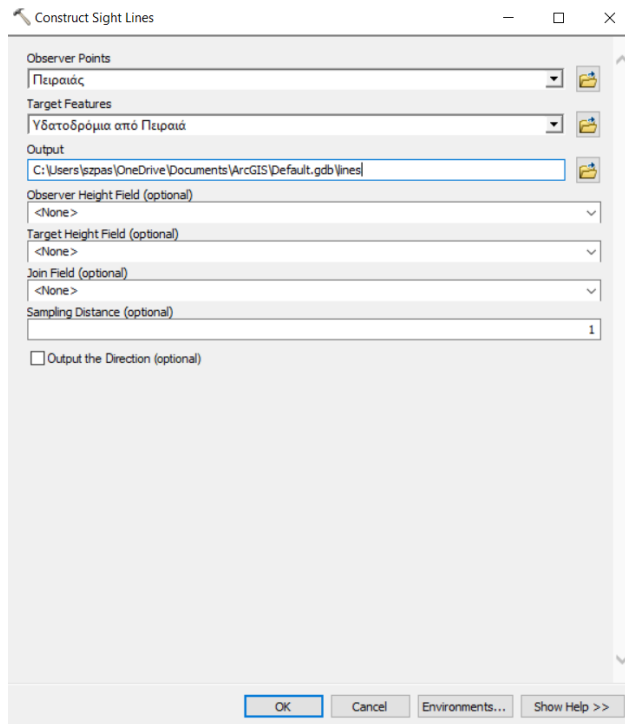 Construct Sight Lines
Observer Points
Πειραιάς
Target Features
Υδατοδρόμια από Πειραιά
Output
C:\Users\szpas\OneDrive\Documents\ArcGIS\Default.gdb\lines
Observer Height Field (optional)
<None>
Target Height Field (optional)
<None>
Join Field (optional)
<None>
Sampling Distance (optional)
1
Output the Direction (optional)
OK Cancel Environments... Show Help >>